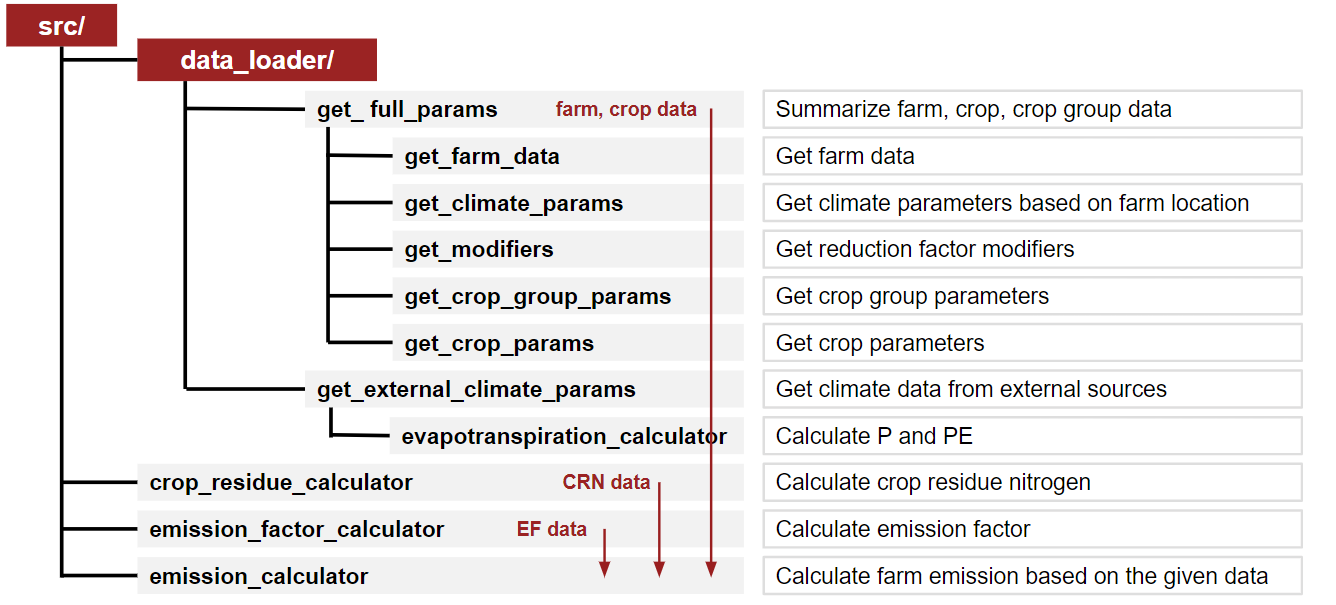 src/
data_loader/
get_ full_params farm, crop data Summarize farm, crop, crop group data
get_farm_data Get farm data
get_climate_params Get climate parameters based on farm location
get_modifiers Get reduction factor modifiers
get_crop_group_params Get crop group parameters
get_crop_params Get crop parameters
get_external_climate_params Get climate data from external sources
evapotranspiration_calculator Calculate P and PE
crop_residue_calculator CRN data Calculate crop residue nitrogen
emission_factor_calculator EF data Calculate emission factor
emission_calculator Calculate farm emission based on the given data